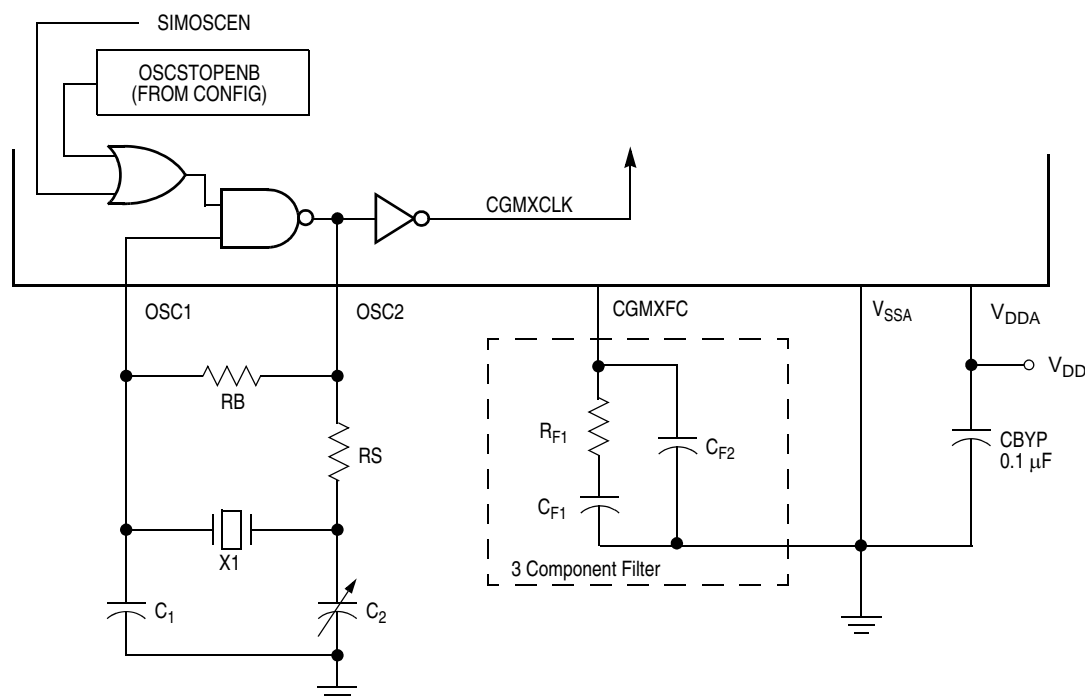 SIMOSCEN
OSCSTOPENB
(FROM CONFIG)
CGMXCLK
OSC1
OSC2
CGMXFC
VSSA
VDDA
VDD
RB
RS
RF1
CF2
CF1
CBYP
0.1 μF
X1
3 Component Filter
C1
C2